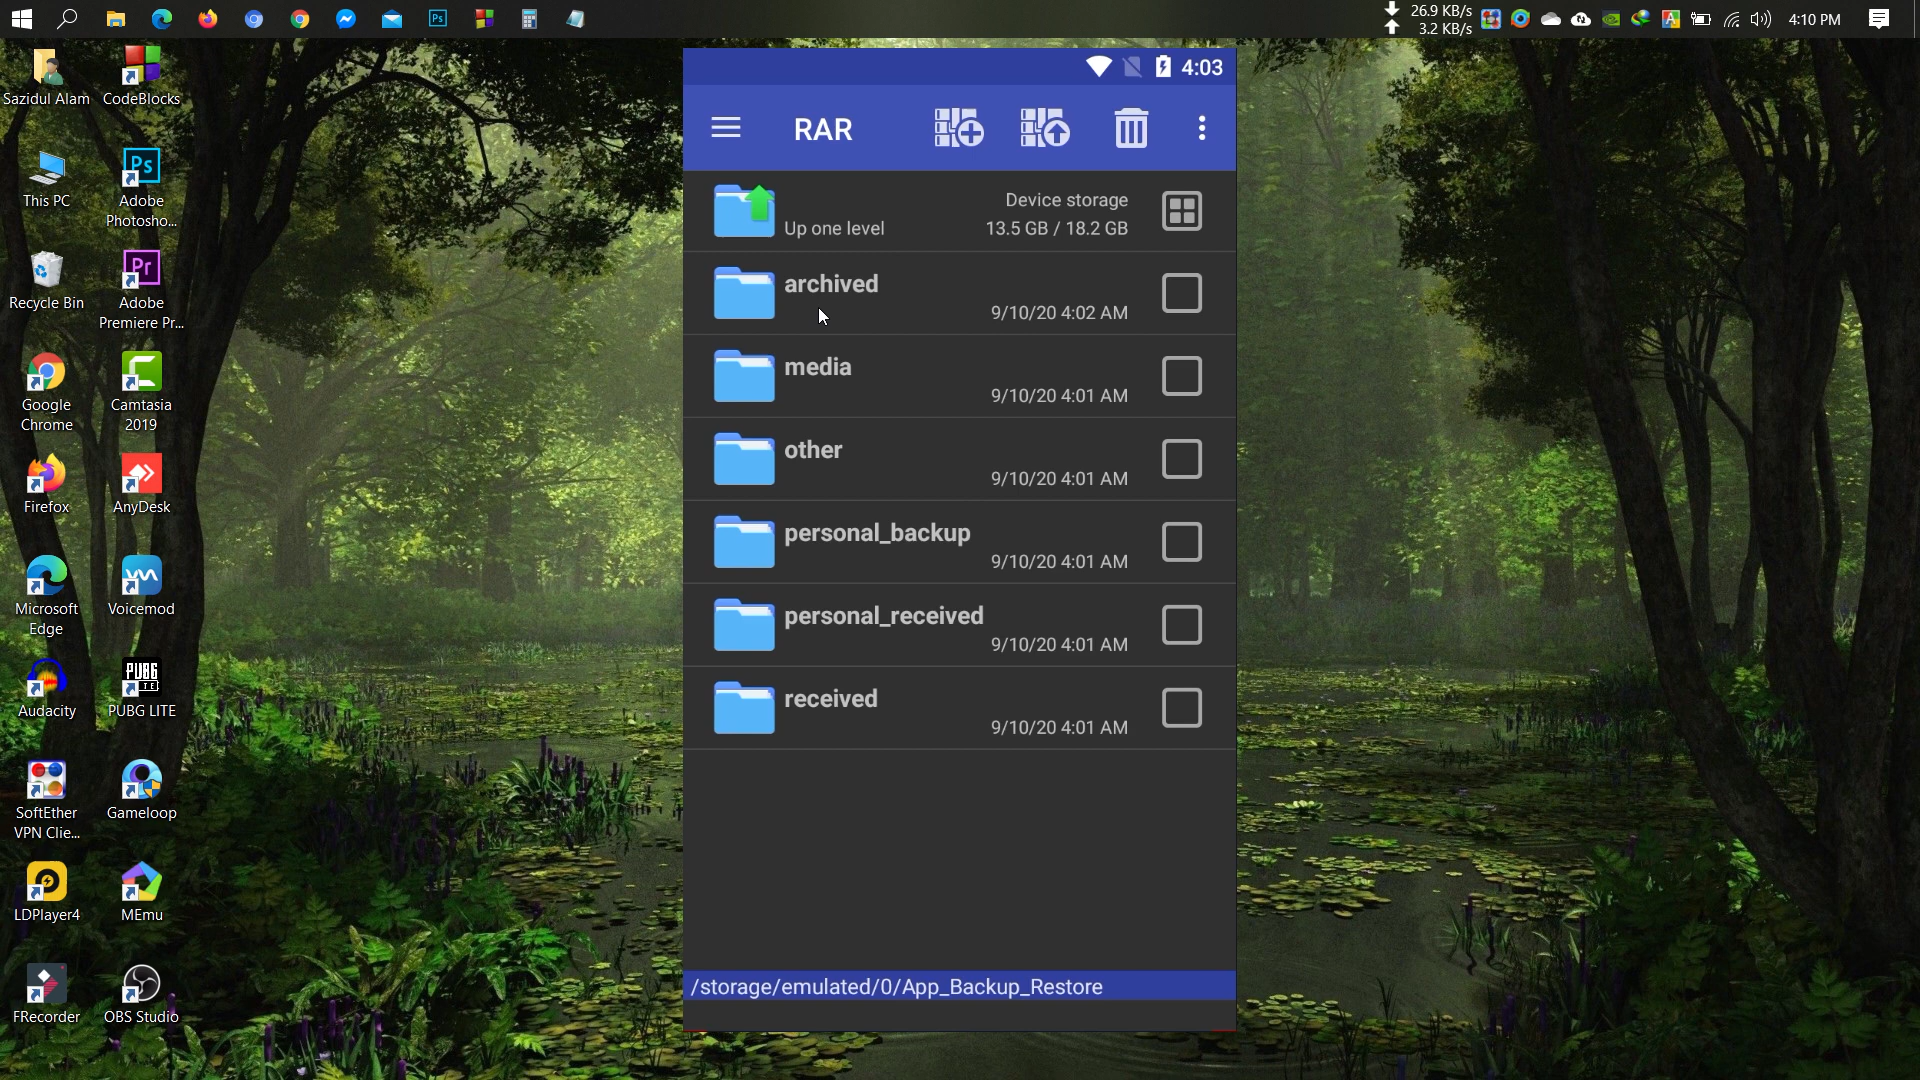 26.9 KB/s
3.2 KB/s
4:10 PM
Sazidul Alam
CodeBlocks
This PC
Adobe
Photosho...
Recycle Bin
Adobe
Premiere Pr...
Google
Chrome
Camtasia
2019
Firefox
AnyDesk
Microsoft
Edge
Voicemod
Audacity
PUBG
PUBG LITE
SoftEther
VPN Clie...
Gameloop
LDPlayer4
MEmu
FRecorder
OBS Studio
4:03
RAR
Device storage
Up one level
13.5 GB / 18.2 GB
archived
9/10/20 4:02 AM
media
9/10/20 4:01 AM
other
9/10/20 4:01 AM
personal_backup
9/10/20 4:01 AM
personal_received
9/10/20 4:01 AM
received
9/10/20 4:01 AM
/storage/emulated/0/App_Backup_Restore